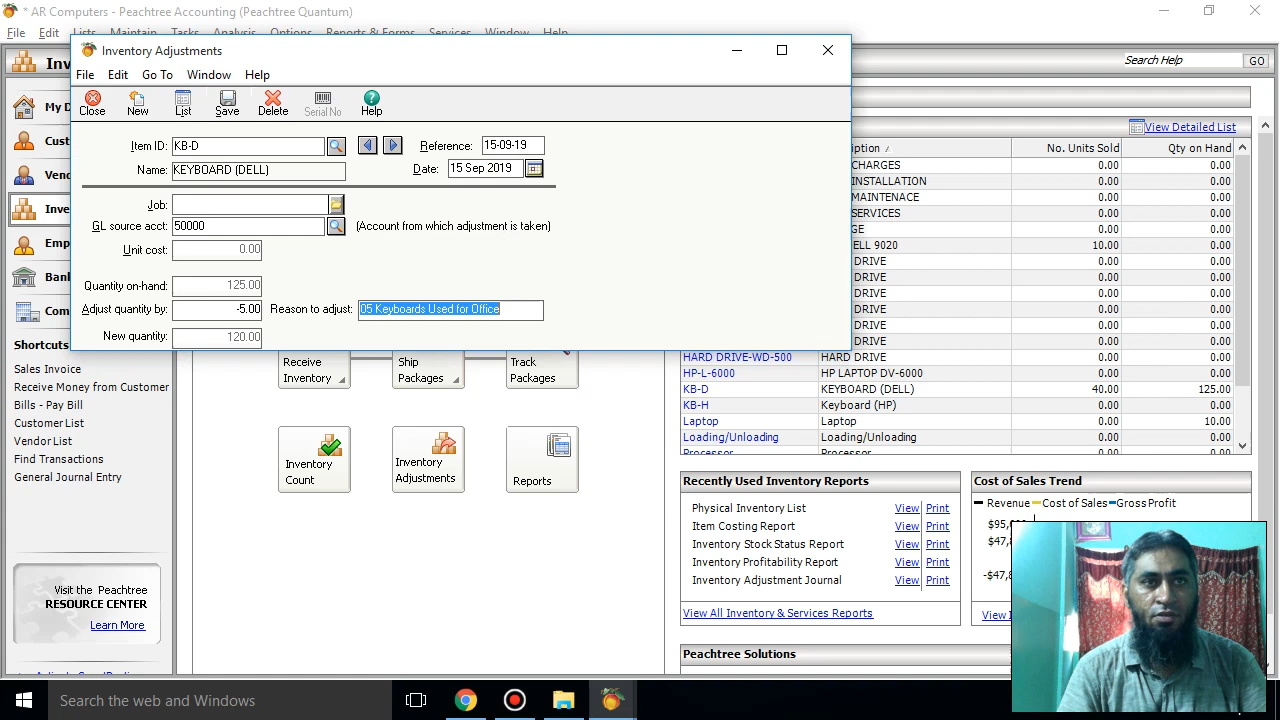 * AR Computers - Peachtree Accounting (Peachtree Quantum)
File Edit Lists Maintain Tasks Analysis Options Reports & Forms Services Window Help
Inventory Adjustments
Search Help
GO
File Edit Go To Window Help
Close New List Save Delete Serial No Help
My D
Cust
Vend
Inve
Emp
Bank
Com
Item ID: KB-D
Reference: 15-09-19
Name: KEYBOARD (DELL)
Date: 15 Sep 2019
Job:
GL source acct: 50000 (Account from which adjustment is taken)
Unit cost: 0.00
Quantity on-hand: 125.00
Adjust quantity by: -5.00 Reason to adjust: 05 Keyboards Used for Office
New quantity: 120.00
View Detailed List
ription No. Units Sold Qty on Hand
CHARGES 0.00 0.00
INSTALLATION 0.00 0.00
MAINTENACE 0.00 0.00
SERVICES 0.00 0.00
GE 0.00 0.00
ELL 9020 10.00 0.00
DRIVE 0.00 0.00
DRIVE 0.00 0.00
DRIVE 0.00 0.00
DRIVE 0.00 0.00
DRIVE 0.00 0.00
DRIVE 0.00 0.00
HARD DRIVE-WD-500 HARD DRIVE 0.00 0.00
HP-L-6000 HP LAPTOP DV-6000 0.00 0.00
KB-D KEYBOARD (DELL) 40.00 125.00
KB-H Keyboard (HP) 0.00 0.00
Laptop Laptop 0.00 10.00
Loading/Unloading Loading/Unloading 0.00 0.00
Processor Processor 0.00 0.00
Shortcuts
Sales Invoice
Receive Money from Customer
Bills - Pay Bill
Customer List
Vendor List
Find Transactions
General Journal Entry
Receive Inventory
Ship Packages
Track Packages
Inventory Count
Inventory Adjustments
Reports
Recently Used Inventory Reports
Physical Inventory List View Print
Item Costing Report View Print
Inventory Stock Status Report View Print
Inventory Profitability Report View Print
Inventory Adjustment Journal View Print
View All Inventory & Services Reports
Cost of Sales Trend
Revenue Cost of Sales GrossProfit
Peachtree Solutions
Visit the Peachtree
RESOURCE CENTER
Learn More
Search the web and Windows